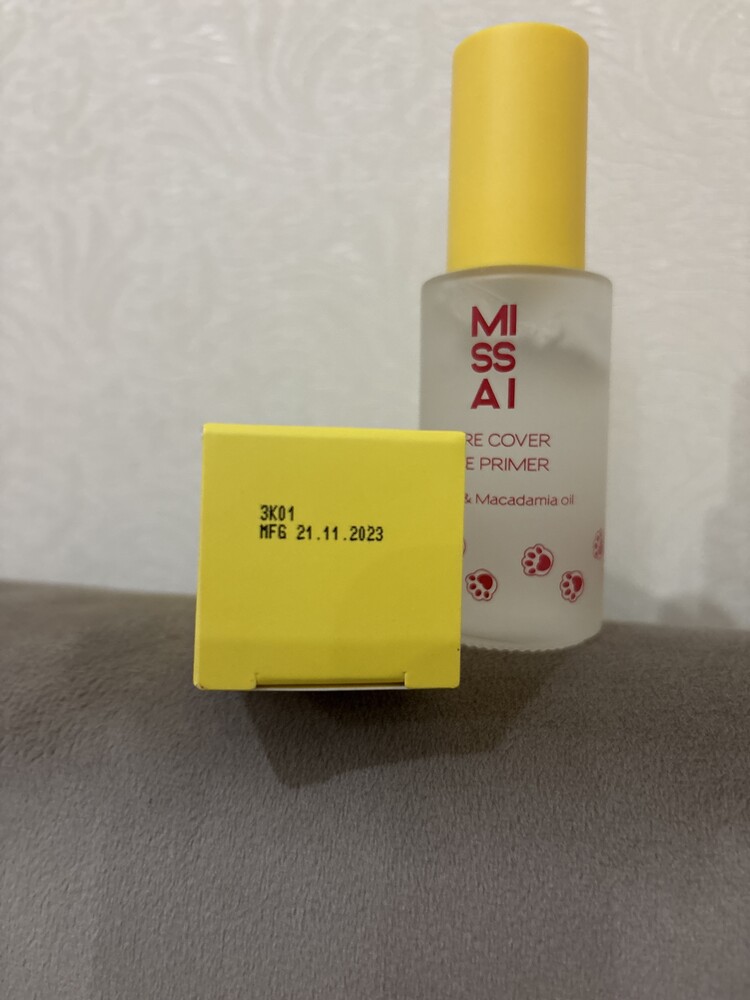 MI
SS
AI
RE COVER
E PRIMER
& Macadamia oil
3K01
MFG 21.11.2023